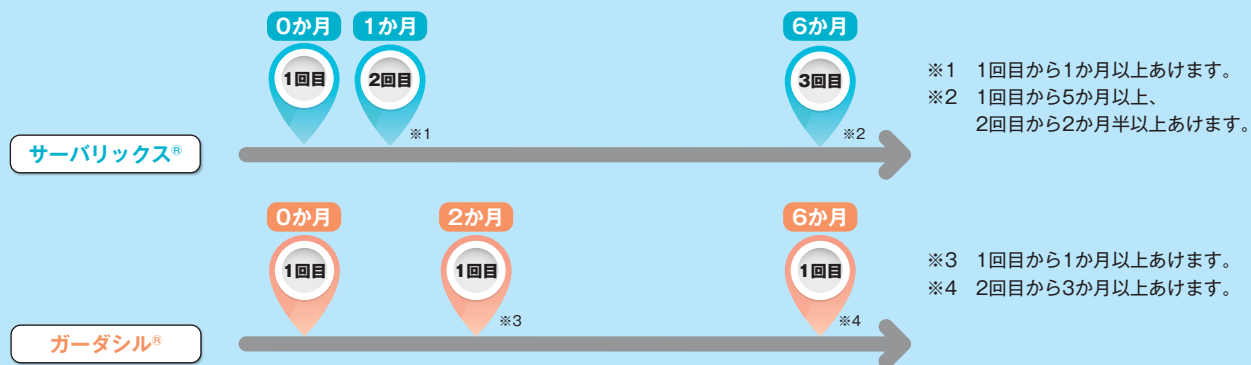 0か月 1か月 6か月
1回目 2回目 3回目
※1 ※2
サーバリックス®
※1 1回目から1か月以上あけます。
※2 1回目から5か月以上、
2回目から2か月半以上あけます。
0か月 2か月 6か月
1回目 1回目 1回目
※3 ※4
ガーダシル®
※3 1回目から1か月以上あけます。
※4 2回目から3か月以上あけます。